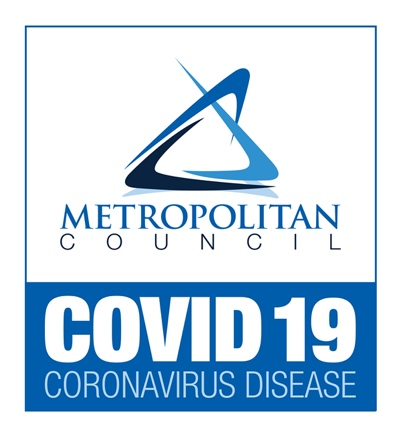 METROPOLITAN
COUNCIL
COVID 19
CORONAVIRUS DISEASE